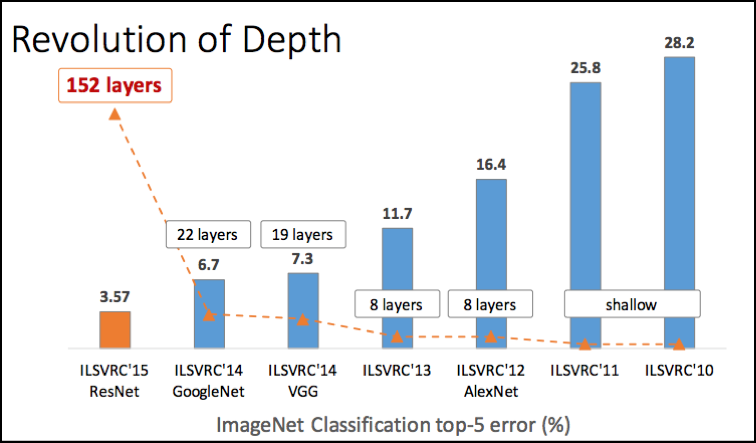 Revolution of Depth
28.2
25.8
152 layers
16.4
11.7
22 layers
19 layers
6.7
7.3
3.57
8 layers
8 layers
shallow
ILSVRC'15
ResNet
ILSVRC'14
GoogleNet
ILSVRC'14
VGG
ILSVRC'13
ILSVRC'12
AlexNet
ILSVRC'11
ILSVRC'10
ImageNet Classification top-5 error (%)